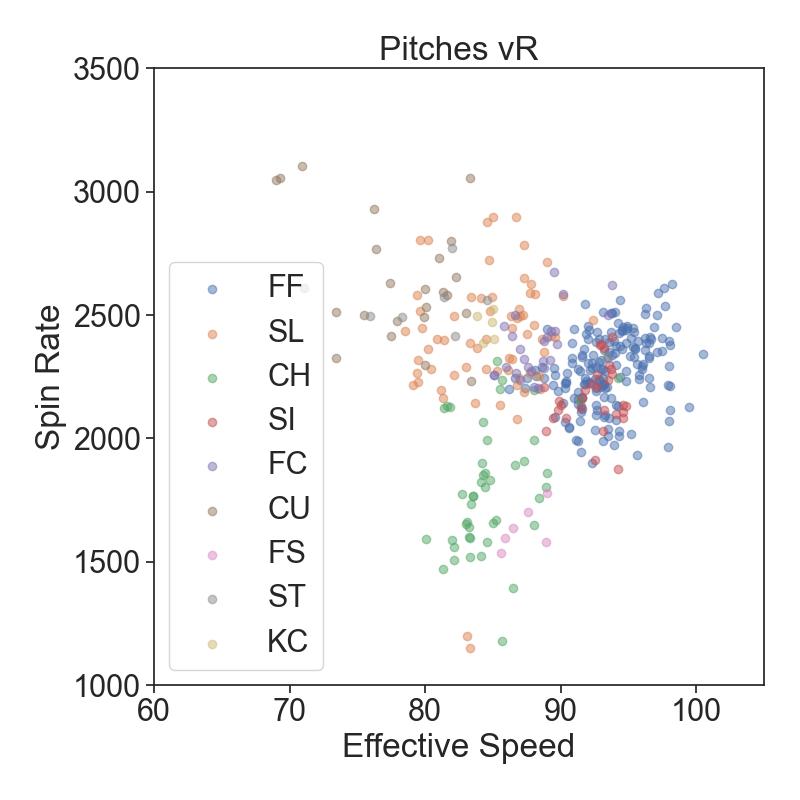 Pitches vR
3500
3000
2500
2000
1500
1000
Spin Rate
FF
SL
CH
SI
FC
CU
FS
ST
KC
60 70 80 90 100
Effective Speed